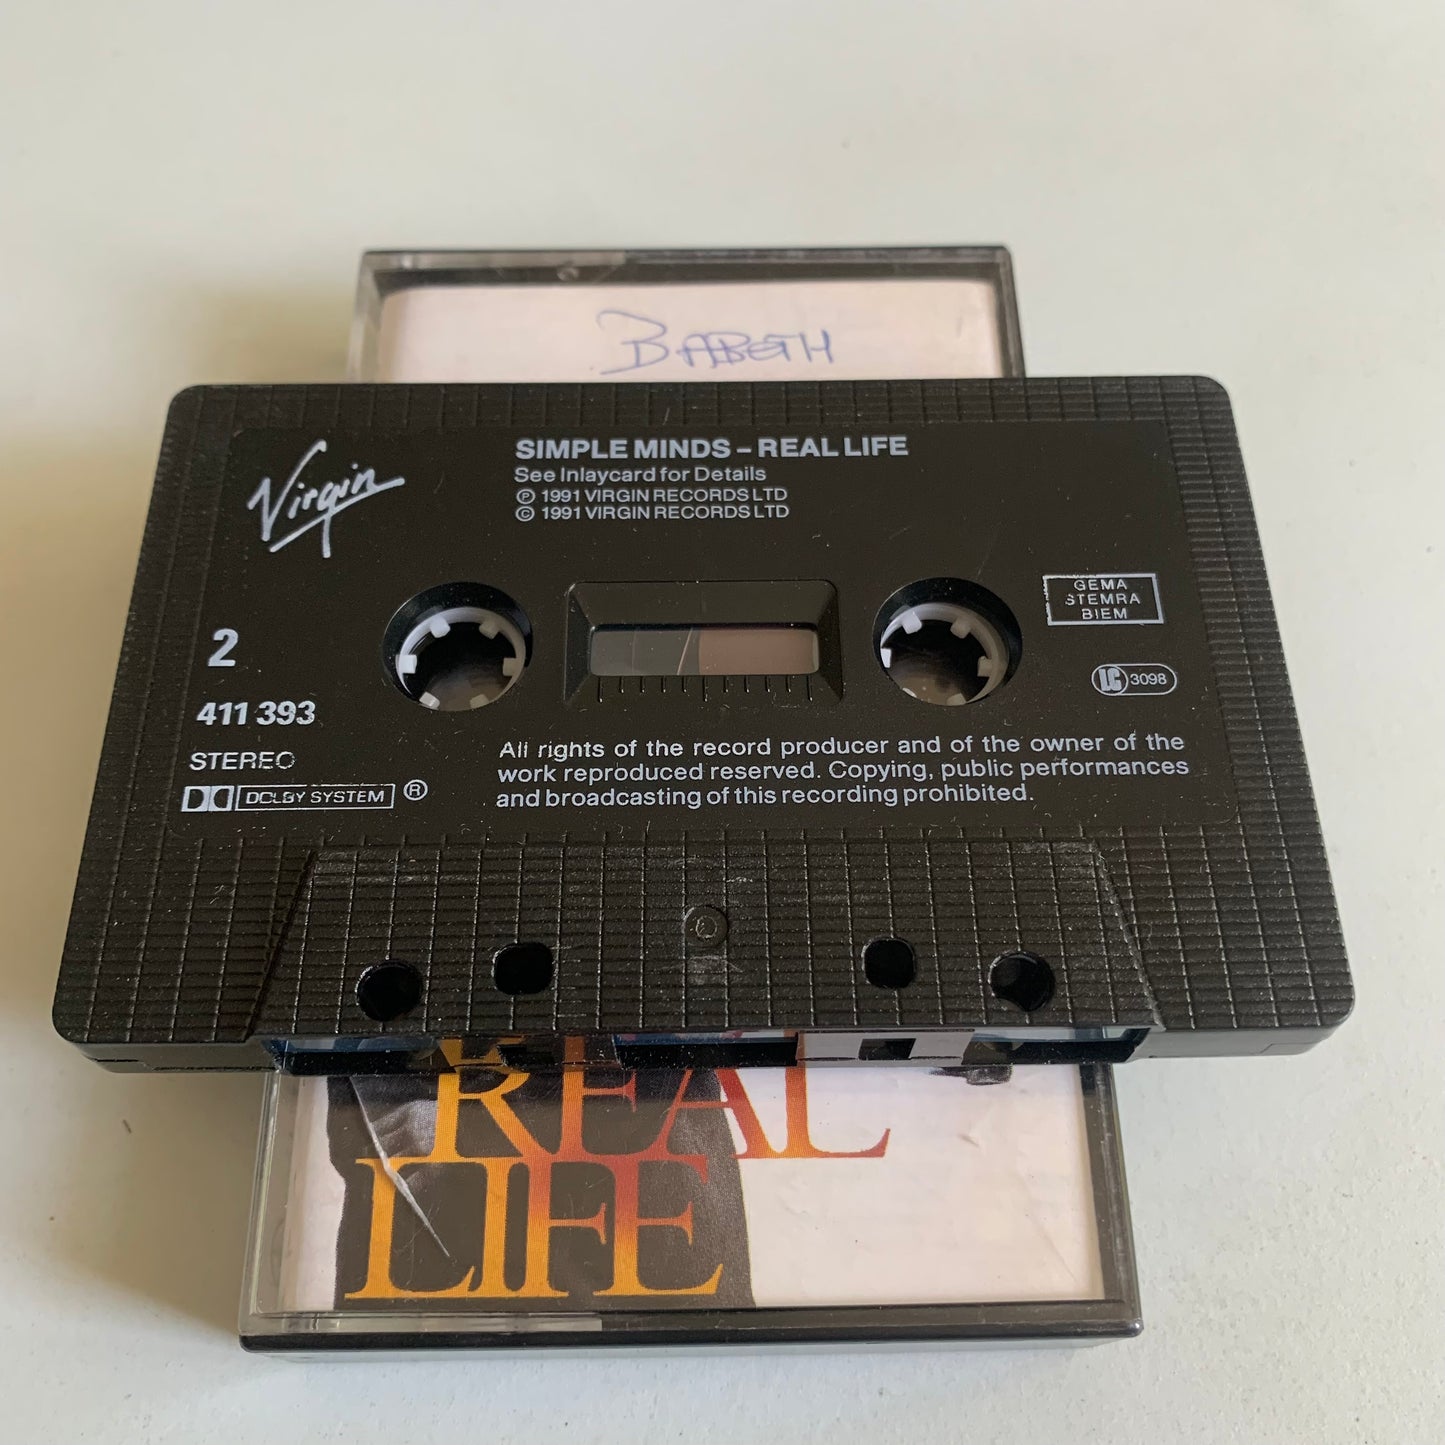 BABETH
Virgin
SIMPLE MINDS – REAL LIFE
See Inlaycard for Details
℗ 1991 VIRGIN RECORDS LTD
© 1991 VIRGIN RECORDS LTD
GEMA
STEMRA
BIEM
2
LC 3098
411 393
STEREO
DOLBY SYSTEM ®
All rights of the record producer and of the owner of the
work reproduced reserved. Copying, public performances
and broadcasting of this recording prohibited.
REAL
LIFE